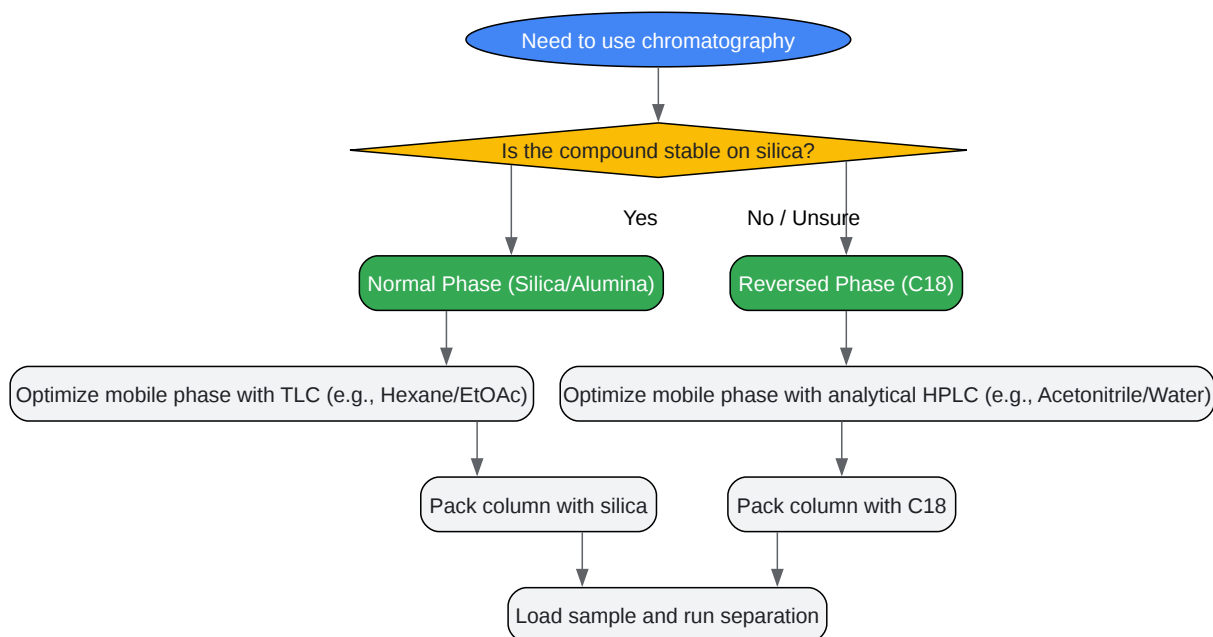 Need to use chromatography
Is the compound stable on silica?
Yes
No / Unsure
Normal Phase (Silica/Alumina)
Reversed Phase (C18)
Optimize mobile phase with TLC (e.g., Hexane/EtOAc)
Optimize mobile phase with analytical HPLC (e.g., Acetonitrile/Water)
Pack column with silica
Pack column with C18
Load sample and run separation